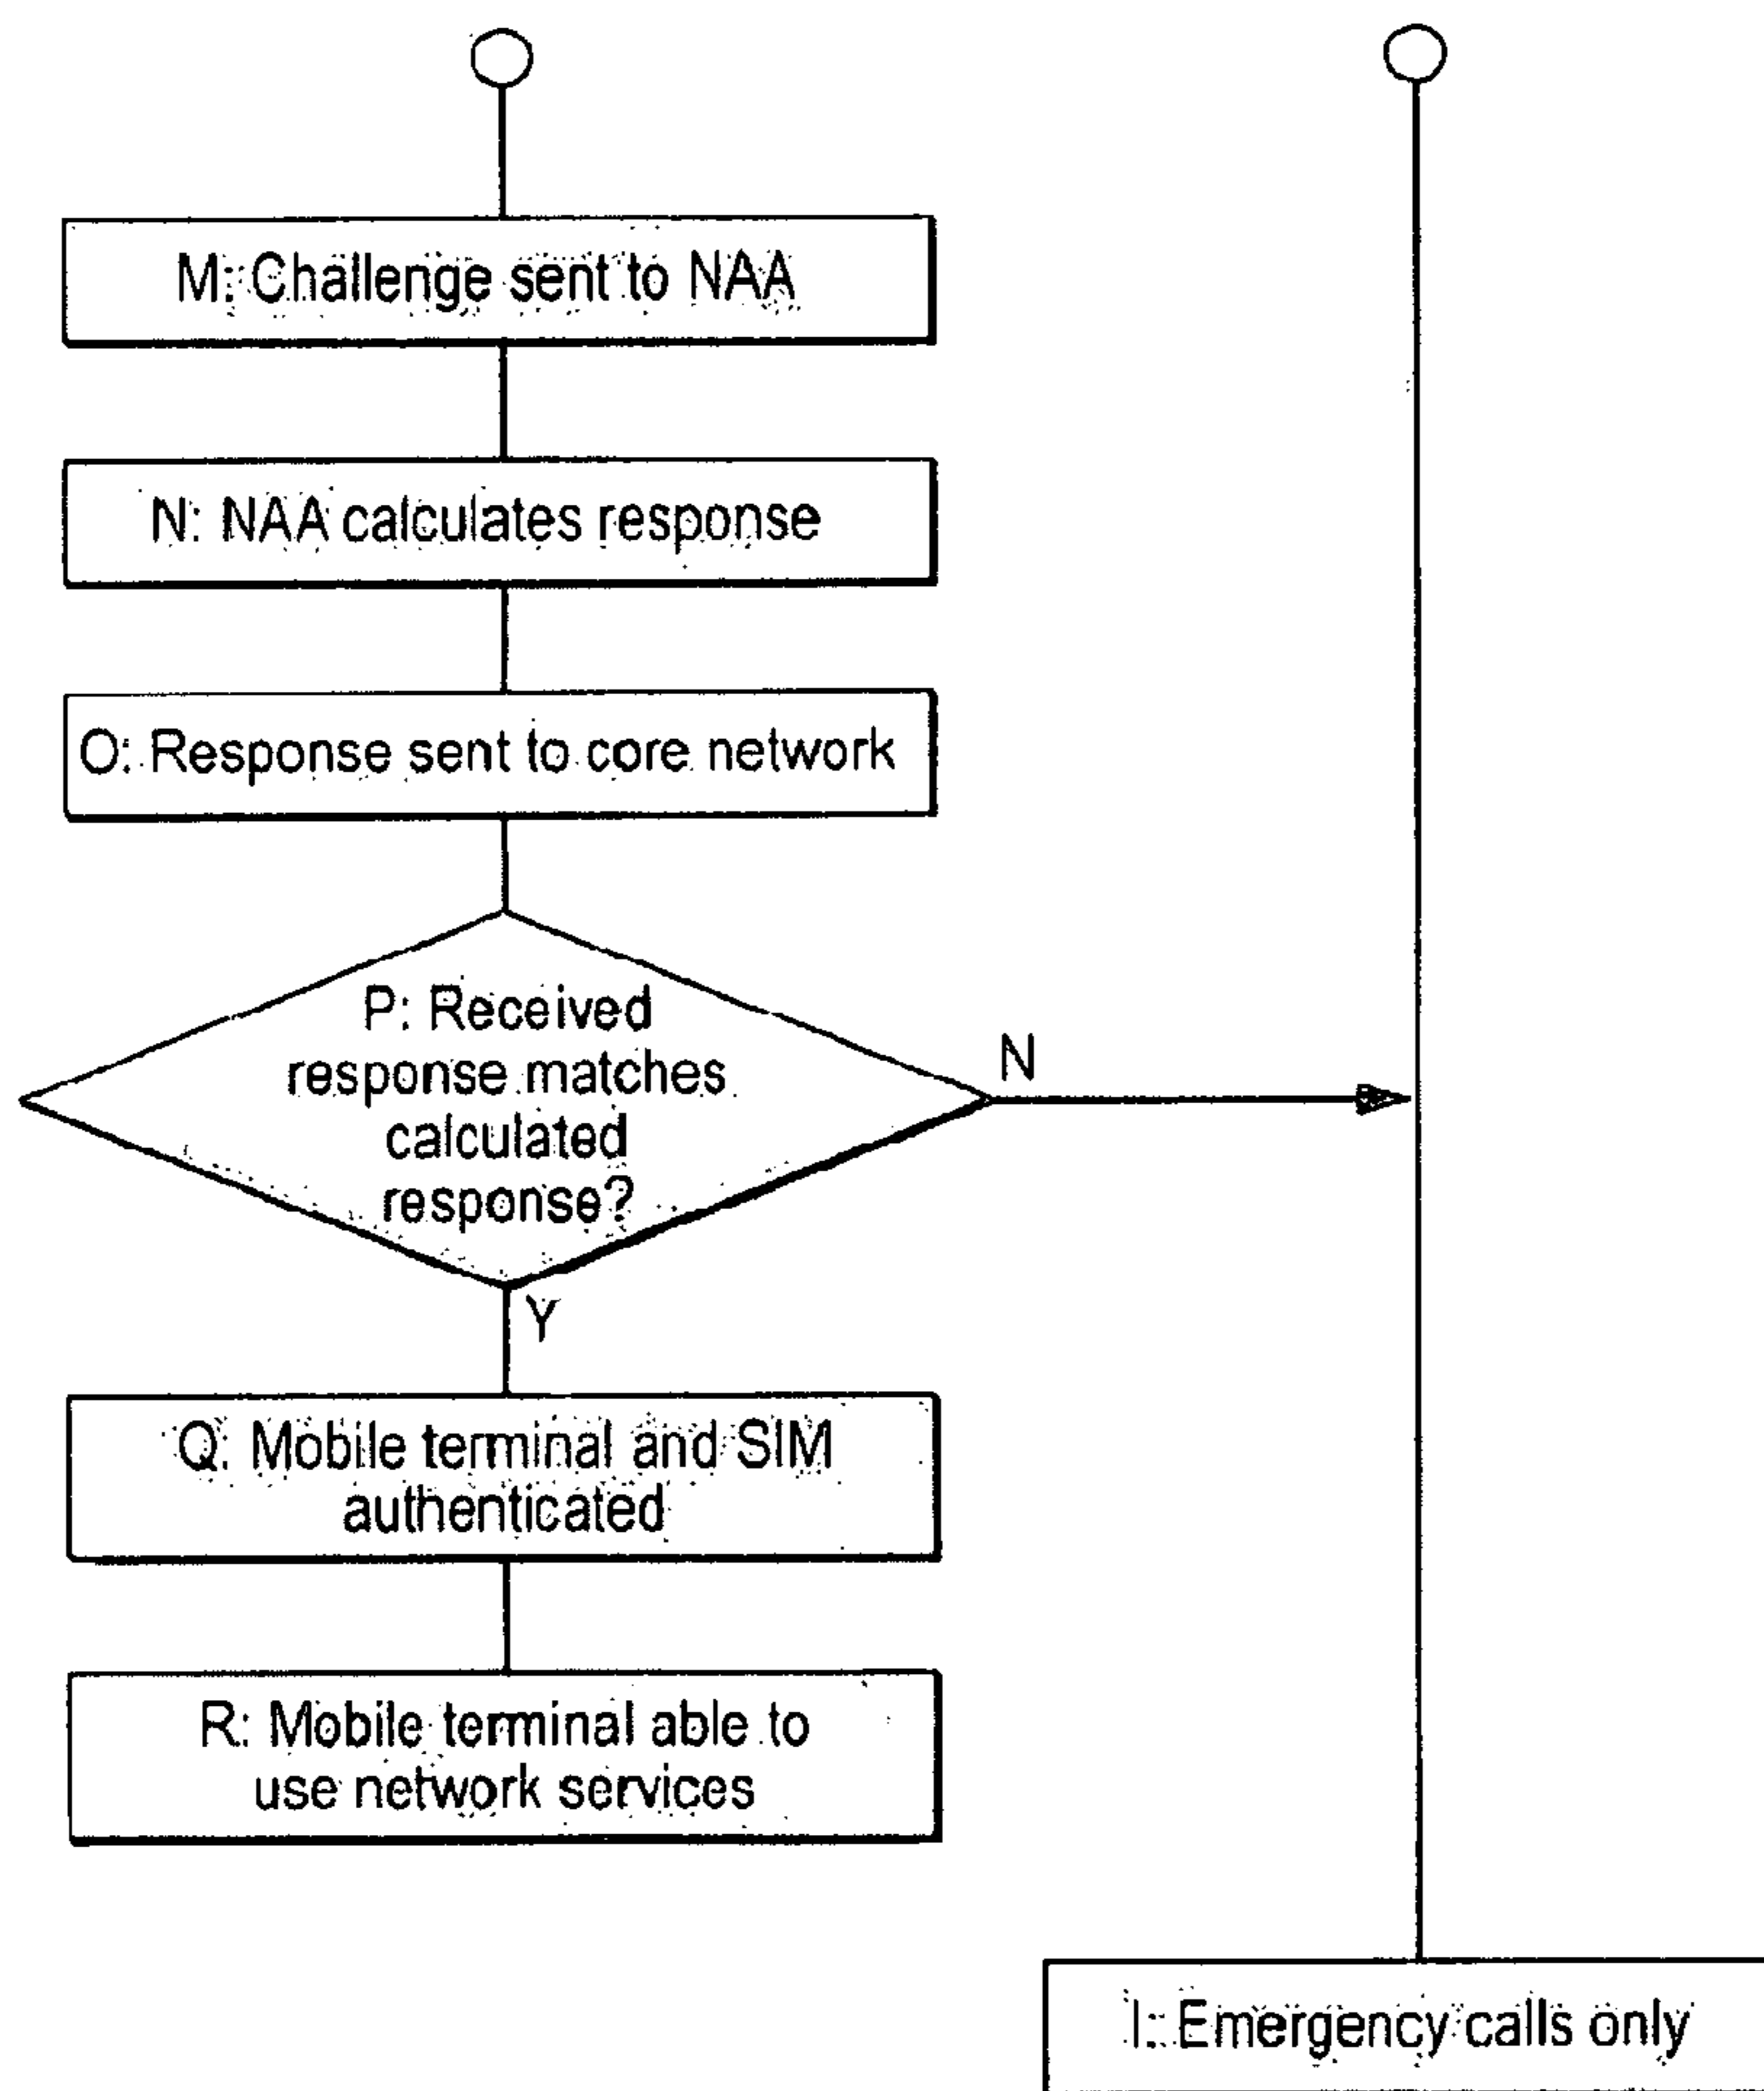 M: Challenge sent to NAA
N: NAA calculates response
O: Response sent to core network
P: Received
response matches
calculated
response?
N
Y
Q: Mobile terminal and SIM
authenticated
R: Mobile terminal able to
use network services
I: Emergency calls only